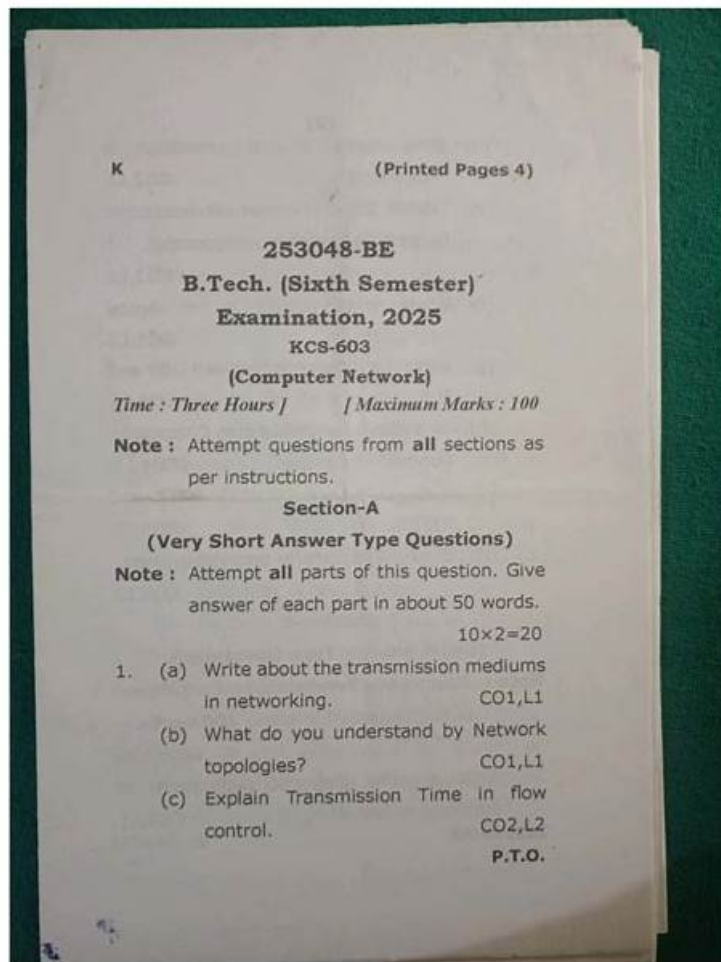 K (Printed Pages 4)
253048-BE
B.Tech. (Sixth Semester)
Examination, 2025
KCS-603
(Computer Network)
Time : Three Hours ] [ Maximum Marks : 100
Note : Attempt questions from all sections as
per instructions.
Section-A
(Very Short Answer Type Questions)
Note : Attempt all parts of this question. Give
answer of each part in about 50 words.
10×2=20
1. (a) Write about the transmission mediums
in networking. CO1,L1
(b) What do you understand by Network
topologies? CO1,L1
(c) Explain Transmission Time in flow
control. CO2,L2
P.T.O.